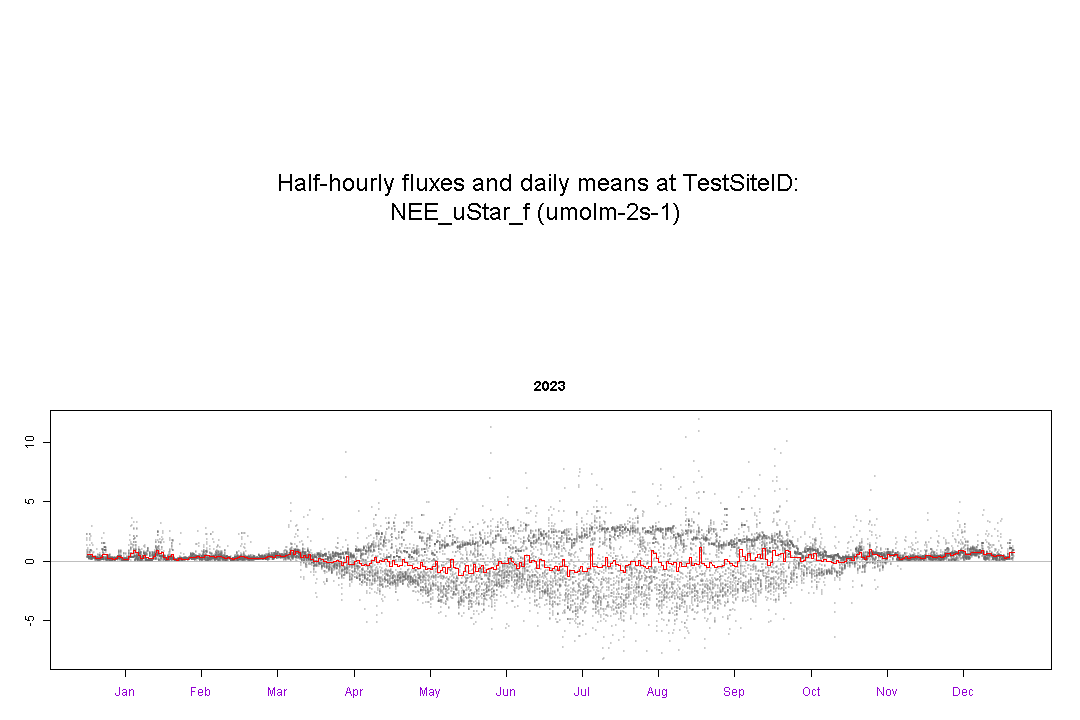 Half-hourly fluxes and daily means at TestSiteID:
NEE_uStar_f (umolm-2s-1)
2023
10
5
0
-5
Jan Feb Mar Apr May Jun Jul Aug Sep Oct Nov Dec